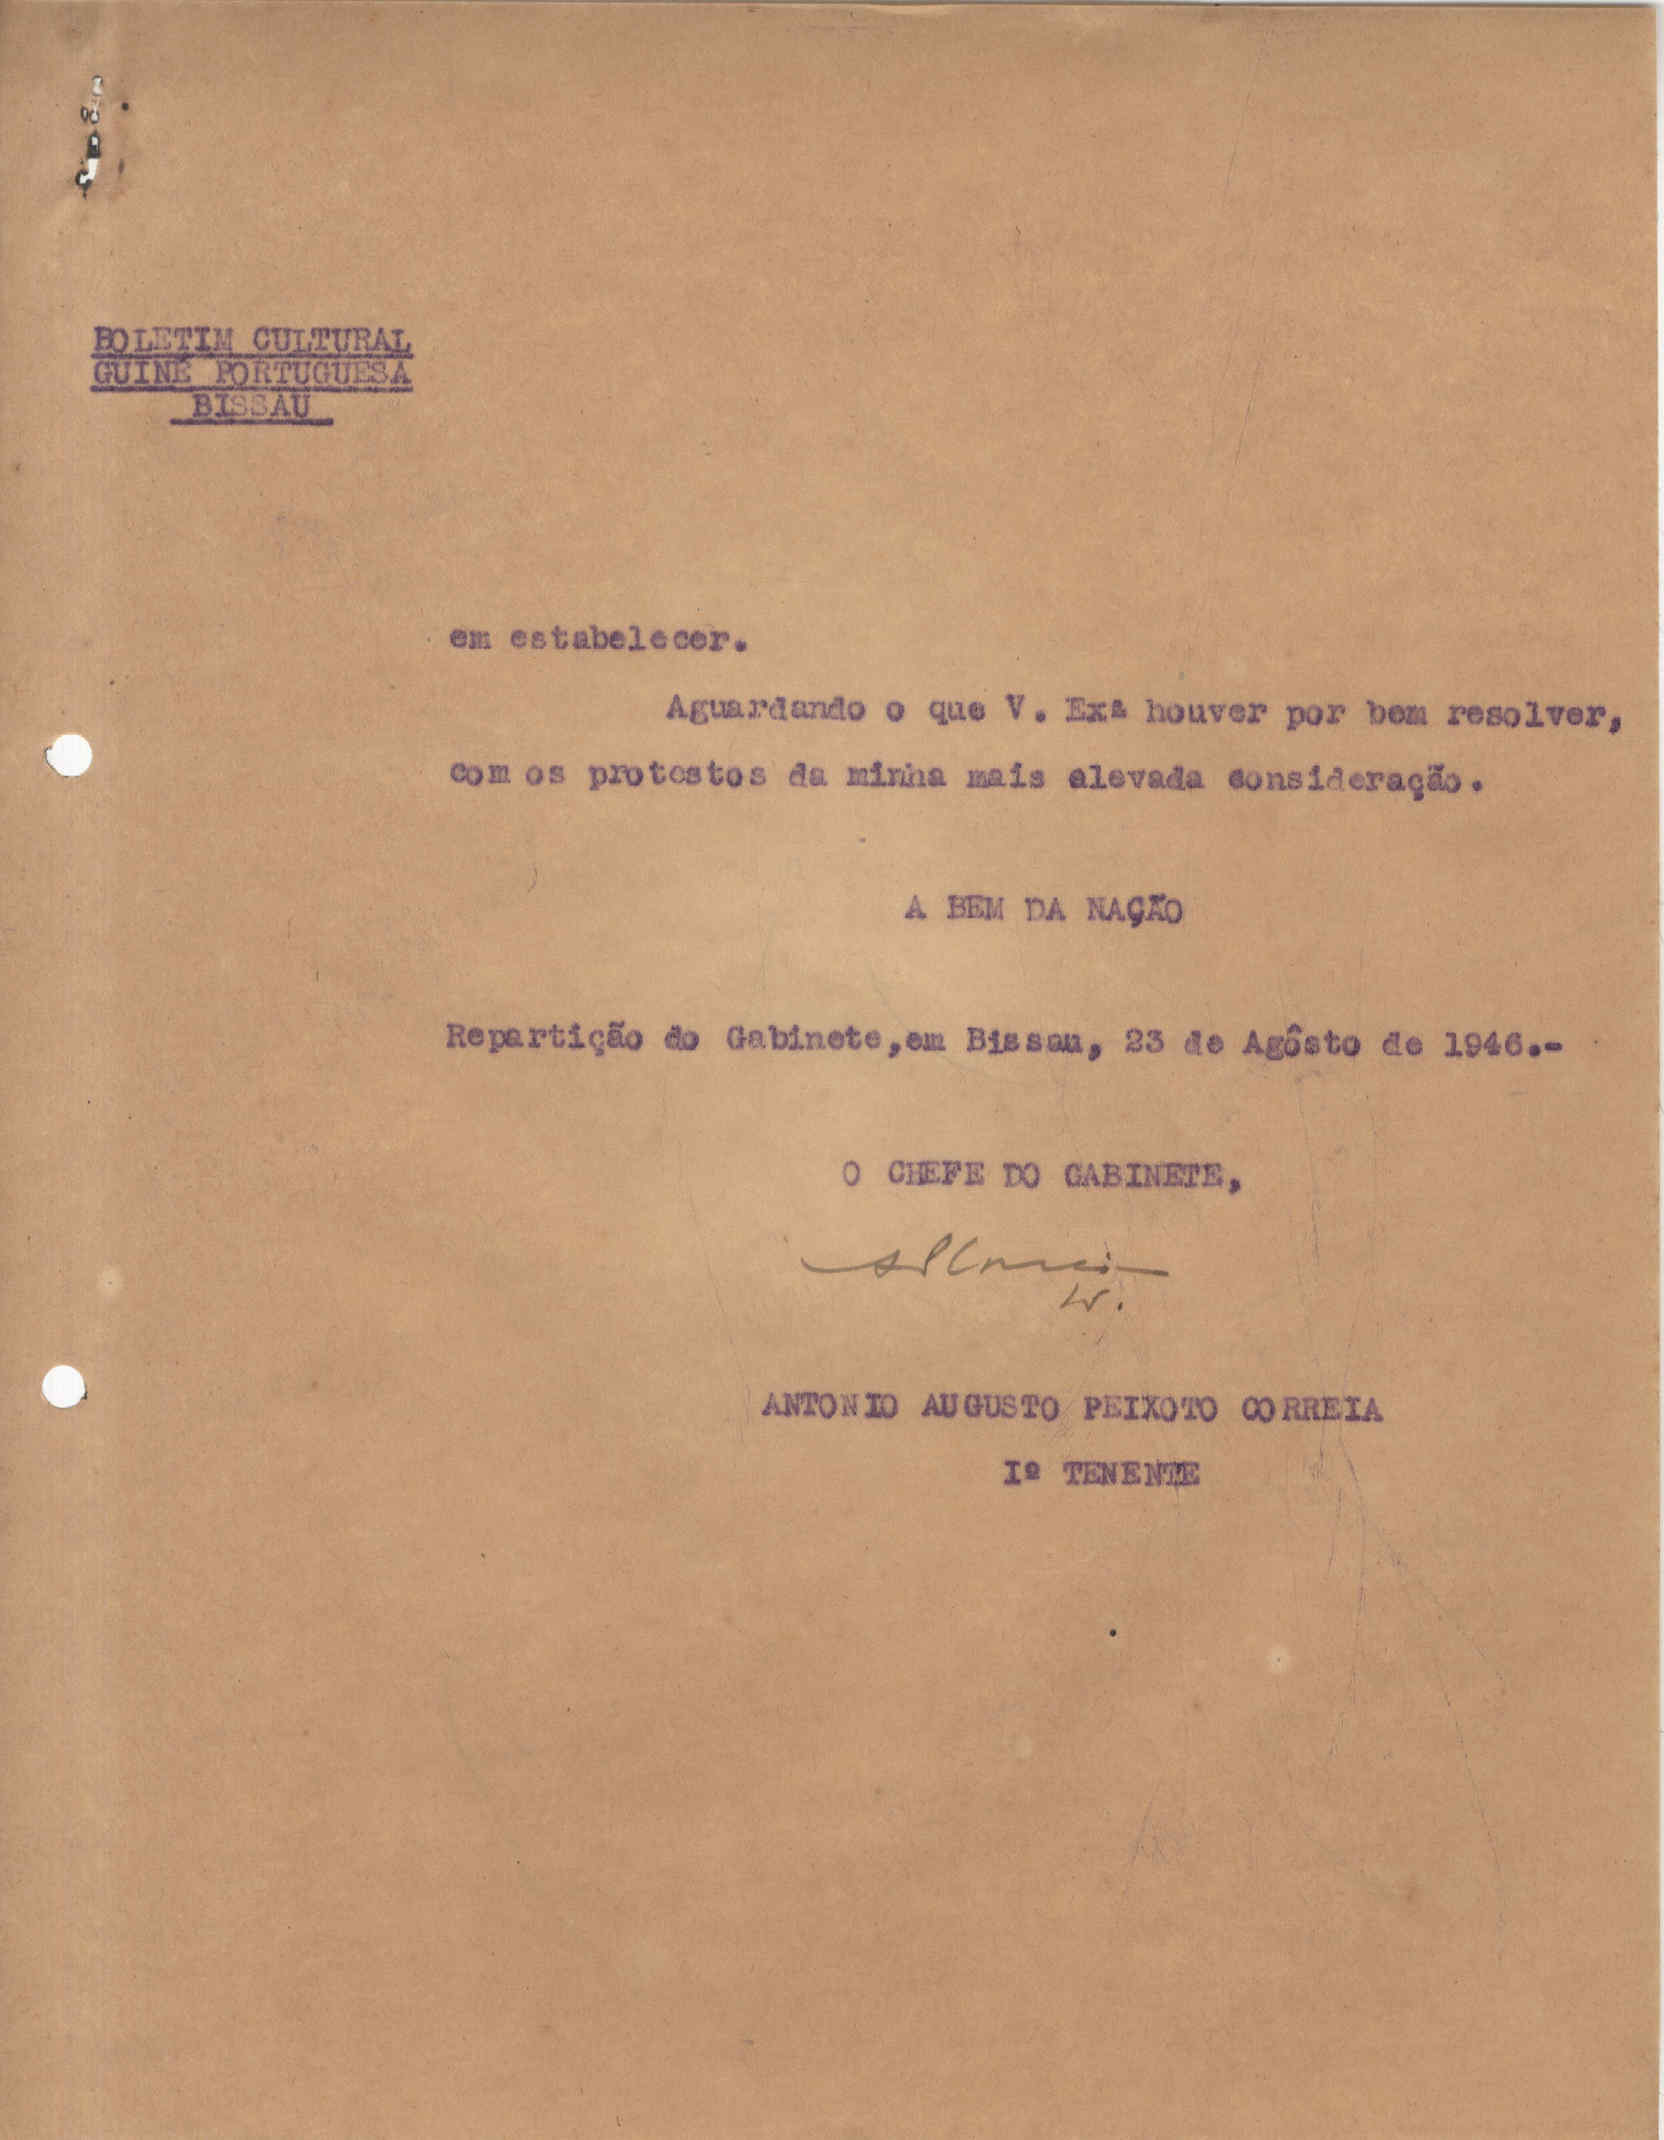 BOLETIM CULTURAL
GUINÉ PORTUGUESA
BISSAU
em estabelecer.
Aguardando o que V. Exª houver por bem resolver,
com os protestos da minha mais elevada consideração.
A BEM DA NAÇÃO
Repartição do Gabinete,em Bissau, 23 de Agôsto de 1946.-
O CHEFE DO GABINETE,
ANTONIO AUGUSTO PEIXOTO CORREIA
Iº TENENTE